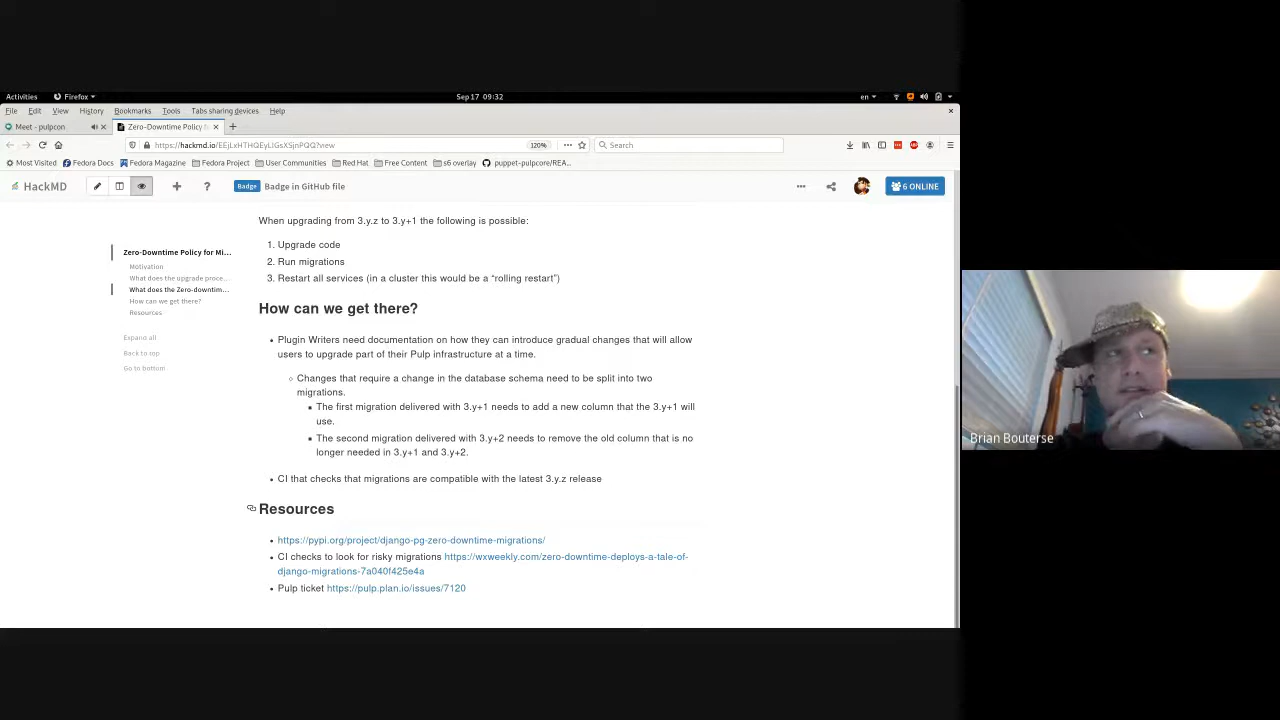 Activities Firefox Sep 17 09:32 en
File Edit View History Bookmarks Tools Tabs sharing devices Help
Meet - pulpcon Zero-Downtime Policy f
https://hackmd.io/EEjLxHTHQEyLIGsXSjnPQQ?new 120% Search
Most Visited Fedora Docs Fedora Magazine Fedora Project User Communities Red Hat Free Content s6 overlay puppet-pulpcore/REA...
HackMD Badge Badge in GitHub file 6 ONLINE
Zero-Downtime Policy for Mi...
Motivation
What does the upgrade proce...
What does the Zero-downtim...
How can we get there?
Resources
Expand all
Back to top
Go to bottom
When upgrading from 3.y.z to 3.y+1 the following is possible:
1. Upgrade code
2. Run migrations
3. Restart all services (in a cluster this would be a “rolling restart”)
How can we get there?
• Plugin Writers need documentation on how they can introduce gradual changes that will allow
users to upgrade part of their Pulp infrastructure at a time.
◦ Changes that require a change in the database schema need to be split into two
migrations.
▪ The first migration delivered with 3.y+1 needs to add a new column that the 3.y+1 will
use.
▪ The second migration delivered with 3.y+2 needs to remove the old column that is no
longer needed in 3.y+1 and 3.y+2.
• CI that checks that migrations are compatible with the latest 3.y.z release
Resources
• https://pypi.org/project/django-pg-zero-downtime-migrations/
• CI checks to look for risky migrations https://wxweekly.com/zero-downtime-deploys-a-tale-of-
django-migrations-7a040f425e4a
• Pulp ticket https://pulp.plan.io/issues/7120
Brian Bouterse